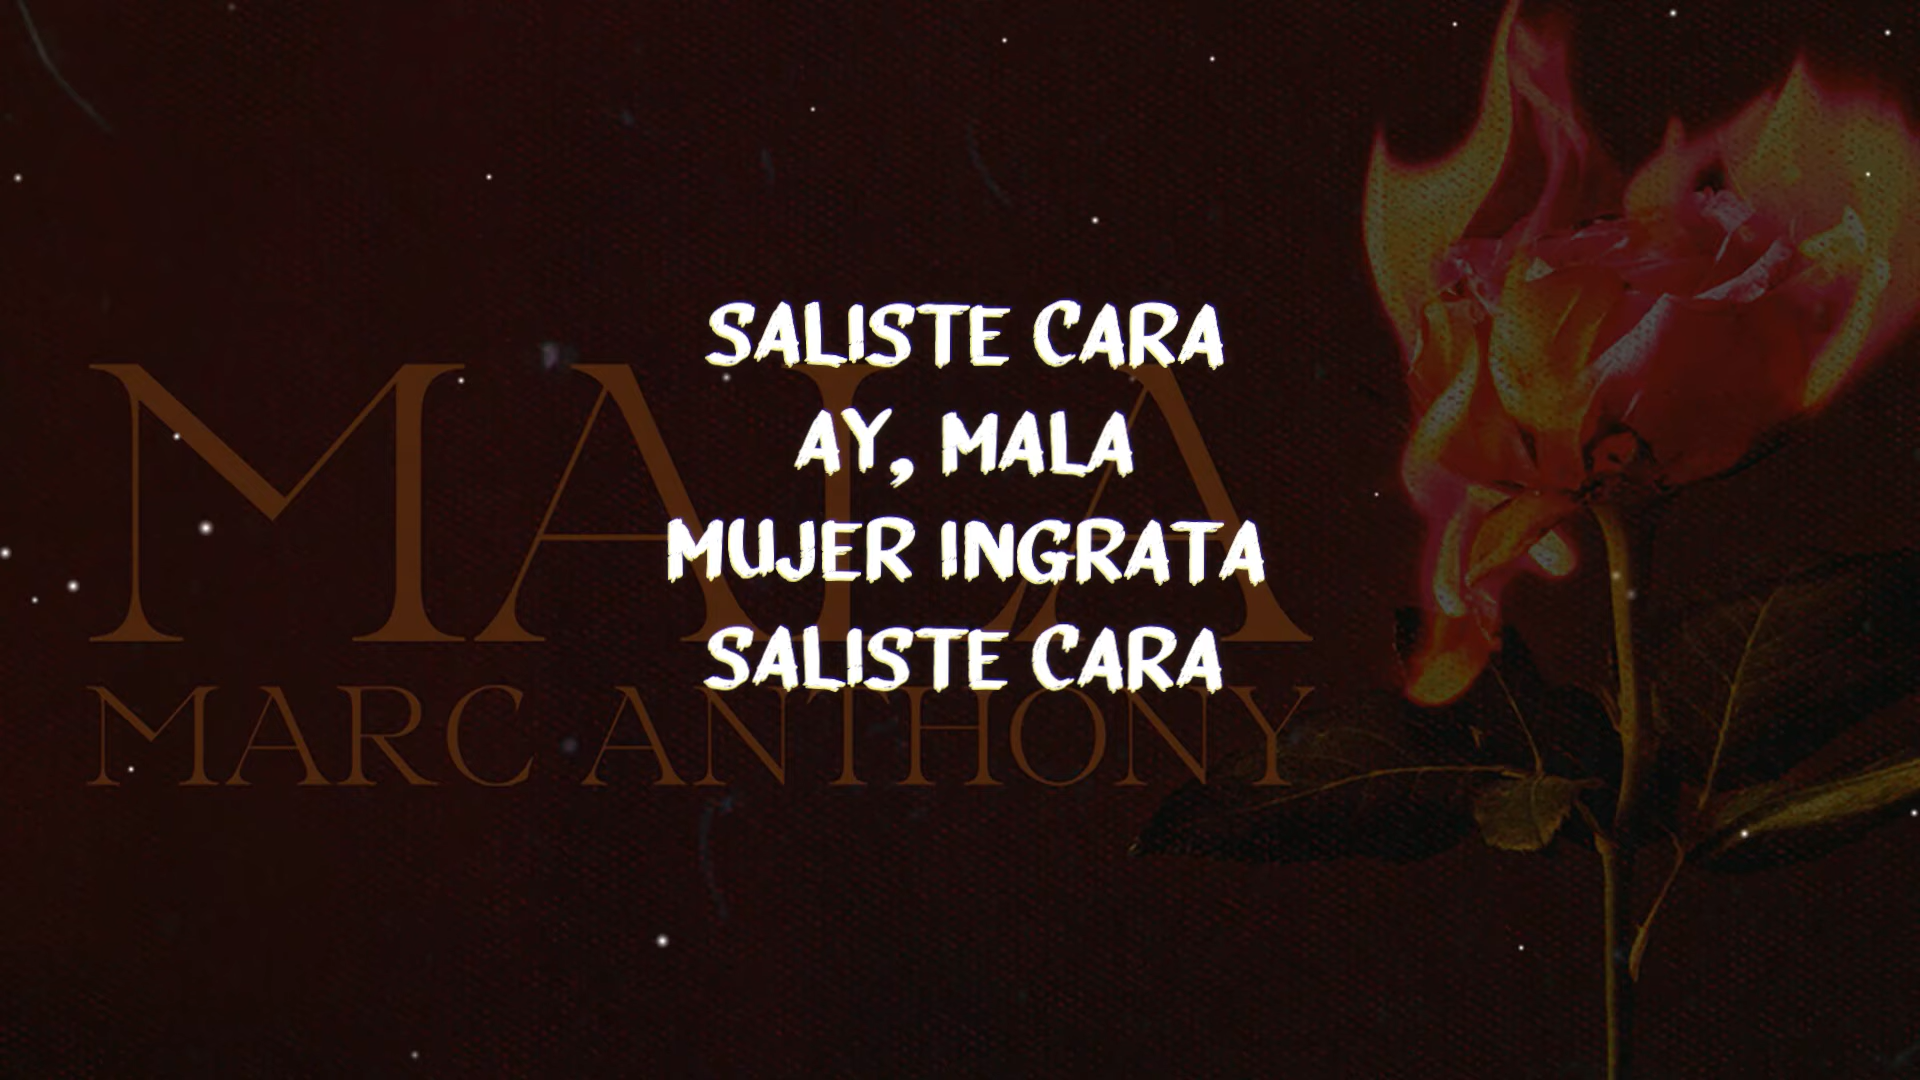 SALISTE CARA
AY, MALA
MUJER INGRATA
SALISTE CARA
MALA
MARC ANTHONY